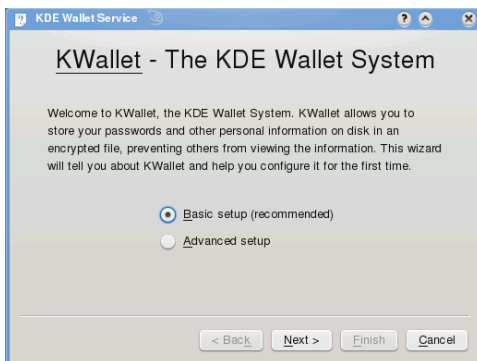 KDE Wallet Service
KWallet - The KDE Wallet System
Welcome to KWallet, the KDE Wallet System. KWallet allows you to
store your passwords and other personal information on disk in an
encrypted file, preventing others from viewing the information. This wizard
will tell you about KWallet and help you configure it for the first time.
Basic setup (recommended)
Advanced setup
< Back Next > Finish Cancel